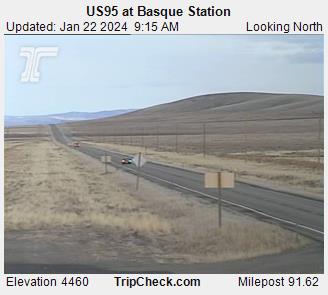 US95 at Basque Station
Updated: Jan 22 2024 9:15 AM Looking North
Elevation 4460 TripCheck.com Milepost 91.62